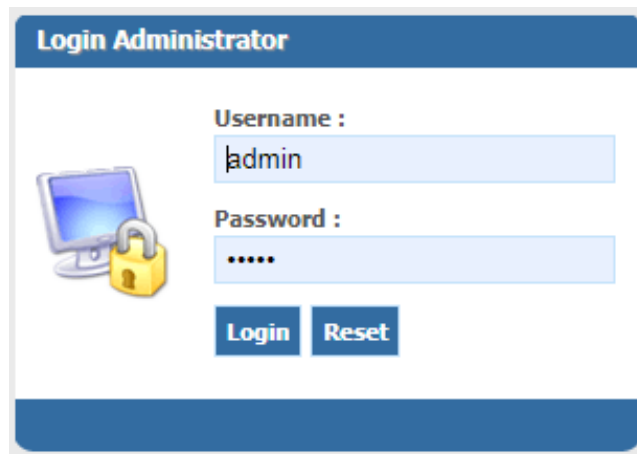 Login Administrator
Username :
admin
Password :
•••••
Login Reset